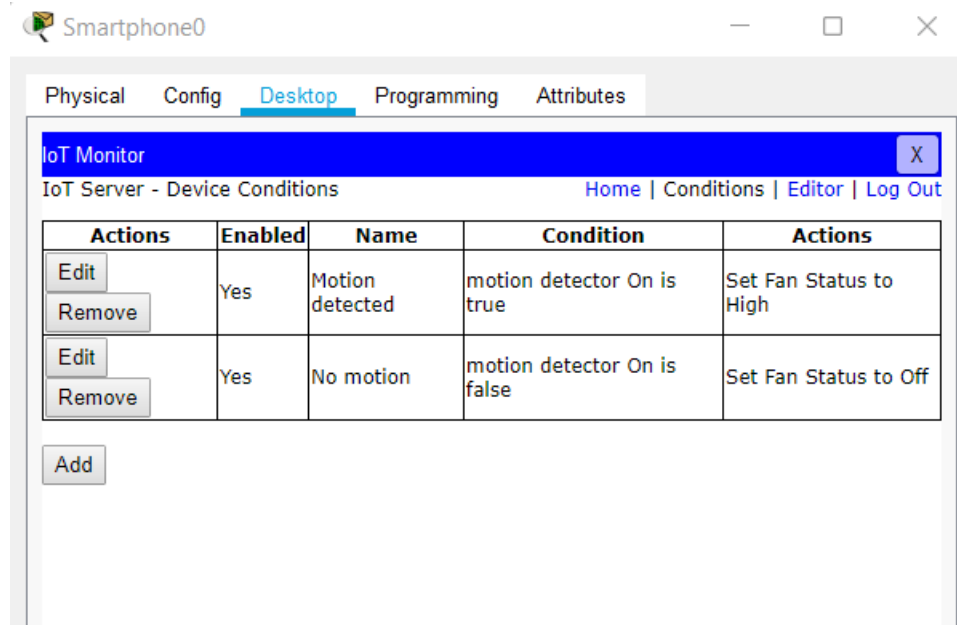 Smartphone0
Physical Config Desktop Programming Attributes
IoT Monitor X
IoT Server - Device Conditions Home | Conditions | Editor | Log Out
Actions Enabled Name Condition Actions
Edit
Remove
Yes
Motion
detected
motion detector On is
true
Set Fan Status to
High
Edit
Remove
Yes
No motion
motion detector On is
false
Set Fan Status to Off
Add